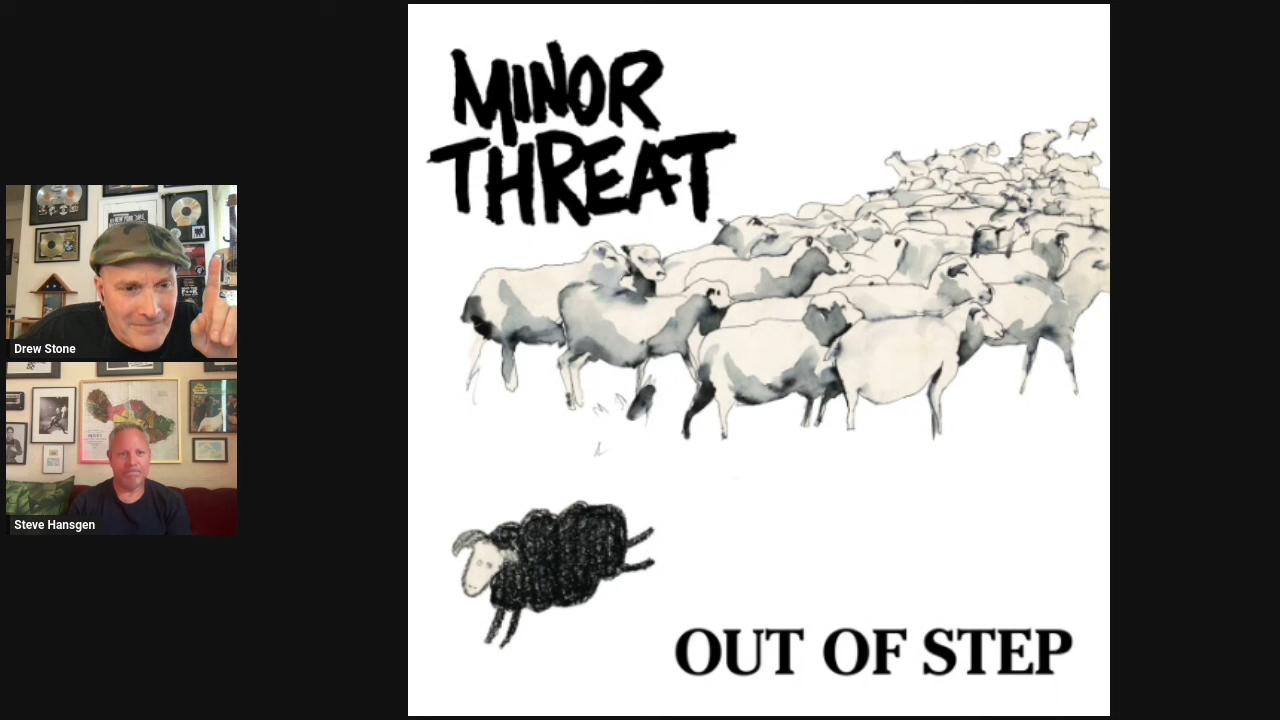 MINOR
THREAT
OUT OF STEP
Drew Stone
Steve Hansgen